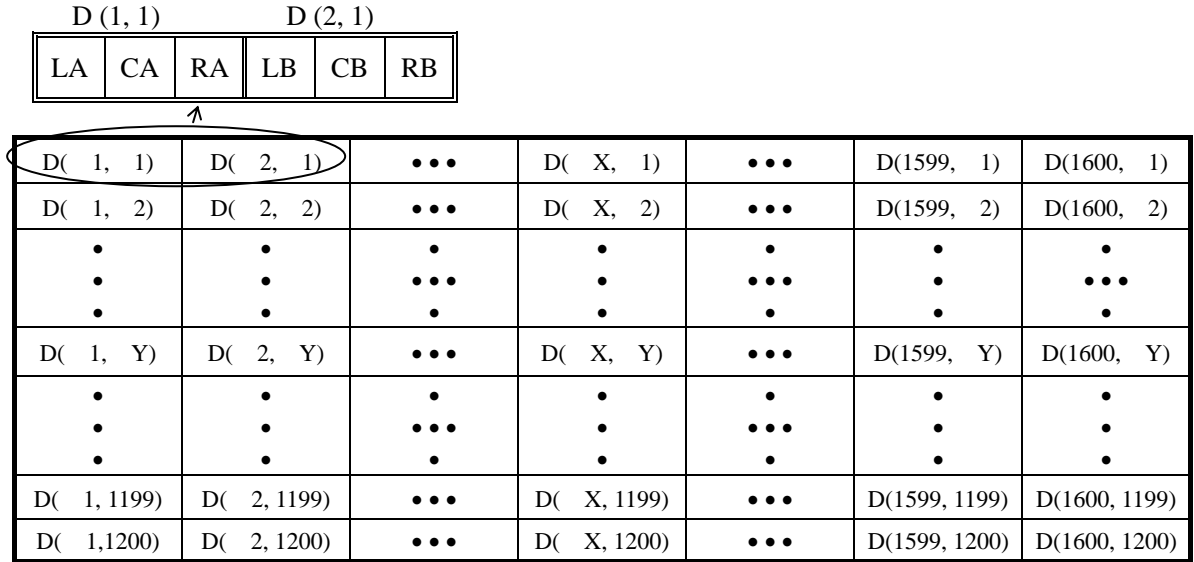 D (1, 1) D (2, 1)
LA CA RA LB CB RB
D( 1, 1) D( 2, 1) ••• D( X, 1) ••• D(1599, 1) D(1600, 1)
D( 1, 2) D( 2, 2) ••• D( X, 2) ••• D(1599, 2) D(1600, 2)
• • • • • • •
• • ••• • ••• • •••
• • • • • • •
D( 1, Y) D( 2, Y) ••• D( X, Y) ••• D(1599, Y) D(1600, Y)
• • • • • • •
• • ••• • ••• • •
• • • • • • •
D( 1, 1199) D( 2, 1199) ••• D( X, 1199) ••• D(1599, 1199) D(1600, 1199)
D( 1,1200) D( 2, 1200) ••• D( X, 1200) ••• D(1599, 1200) D(1600, 1200)